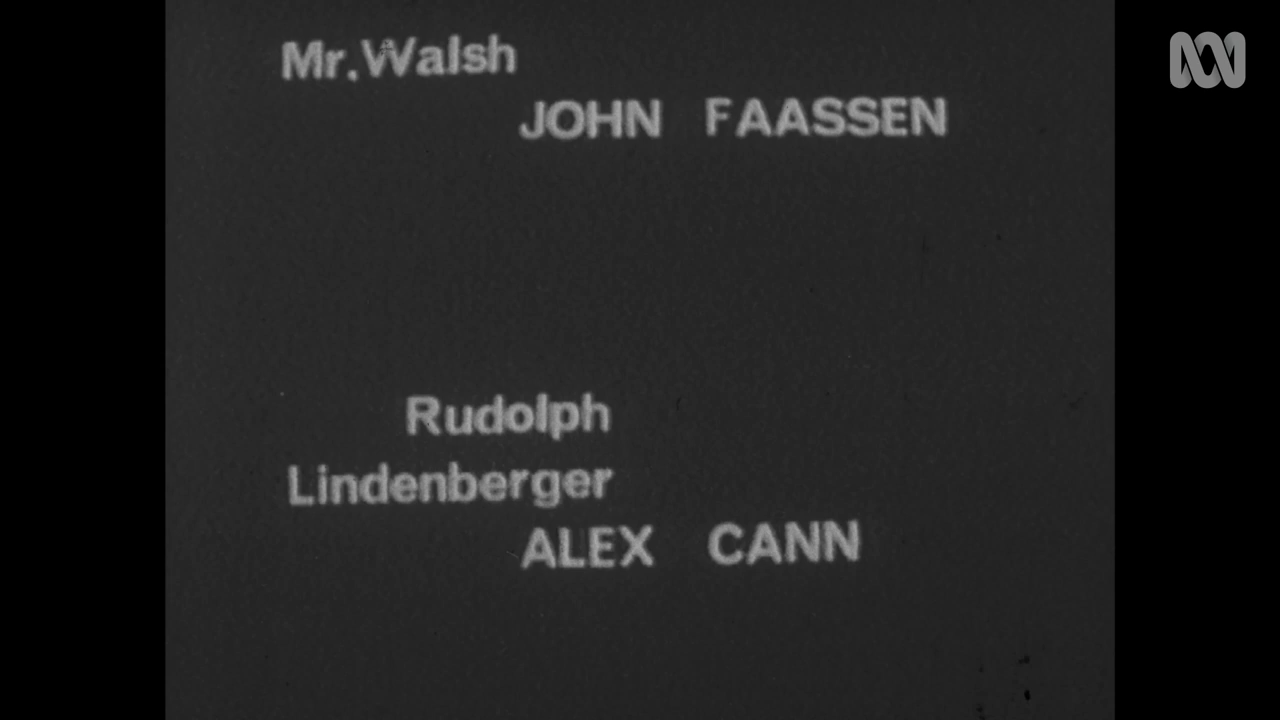 Mr.Walsh
JOHN FAASSEN
Rudolph
Lindenberger
ALEX CANN